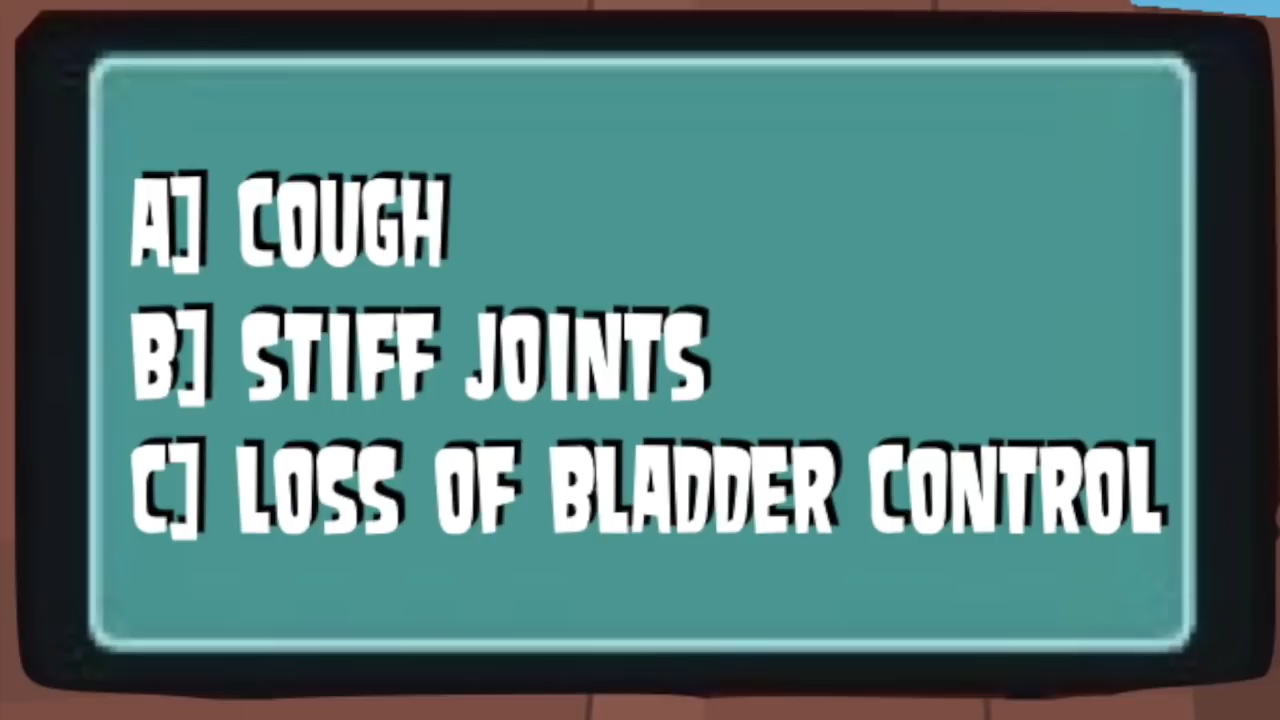 A] COUGH
B] STIFF JOINTS
C] LOSS OF BLADDER CONTROL